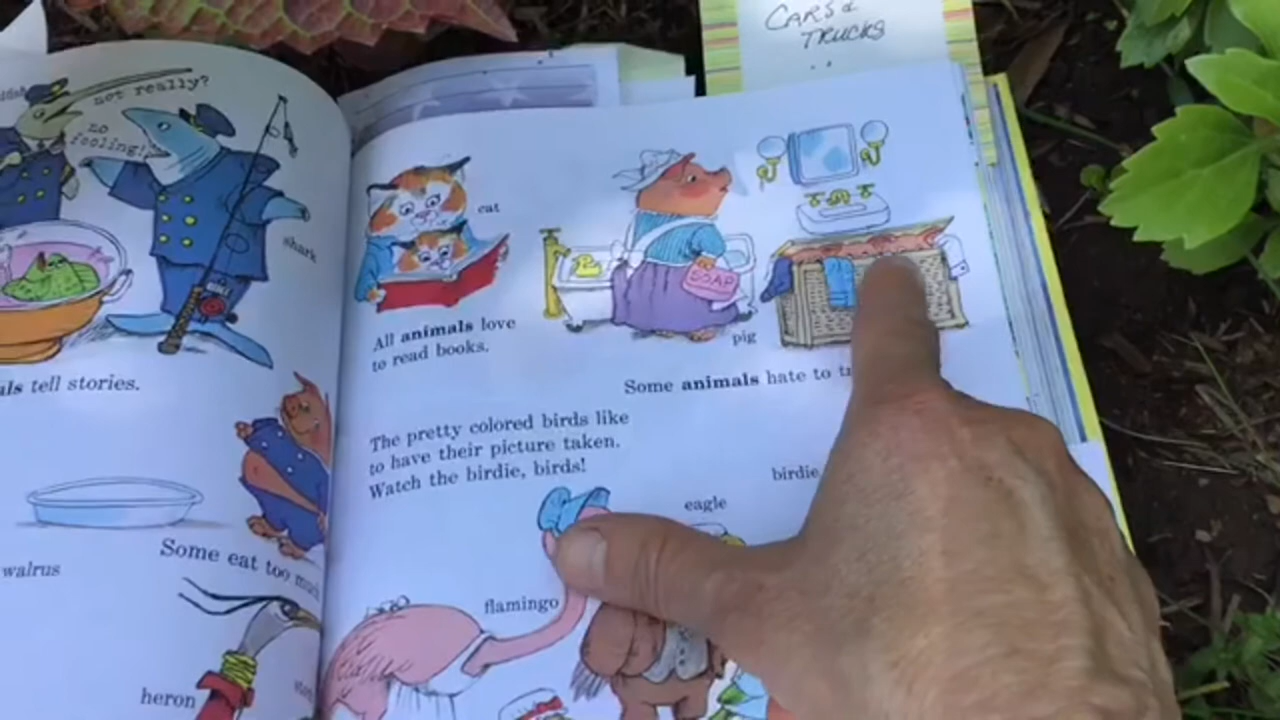 CARS &
TRUCKS
not really?
no
fooling!
shark
cat
SOAP
pig
All animals love
to read books.
Some animals hate to
tell stories.
The pretty colored birds like
to have their picture taken.
Watch the birdie, birds!
birdie
eagle
walrus
Some eat too much
flamingo
heron